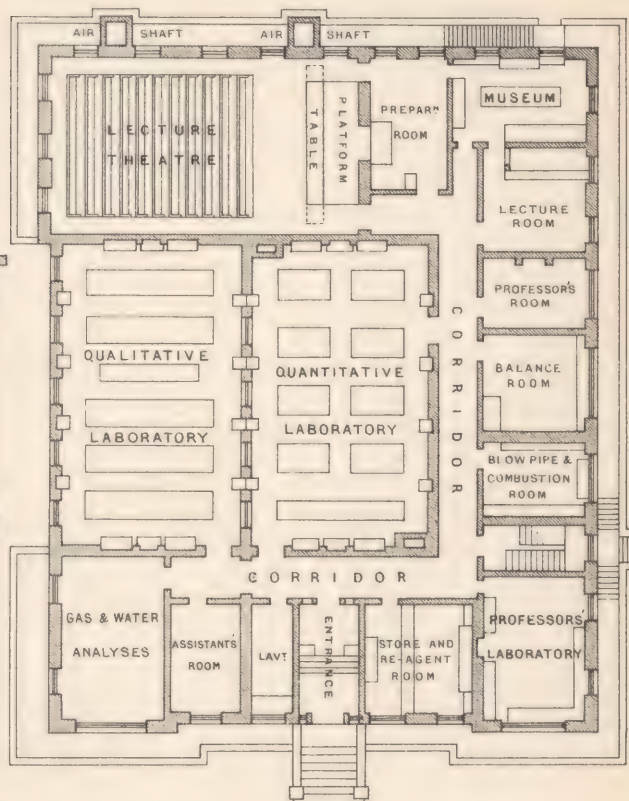 AIR SHAFT
AIR SHAFT
LECTURE
THEATRE
TABLE
PLATFORM
PREPARN
ROOM
MUSEUM
LECTURE
ROOM
PROFESSOR'S
ROOM
CORRIDOR
QUALITATIVE
LABORATORY
QUANTITATIVE
LABORATORY
BALANCE
ROOM
BLOW PIPE &
COMBUSTION
ROOM
CORRIDOR
GAS & WATER
ANALYSES
ASSISTANTS'
ROOM
LAVY
ENTRANCE
STORE AND
RE-AGENT
ROOM
PROFESSORS'
LABORATORY